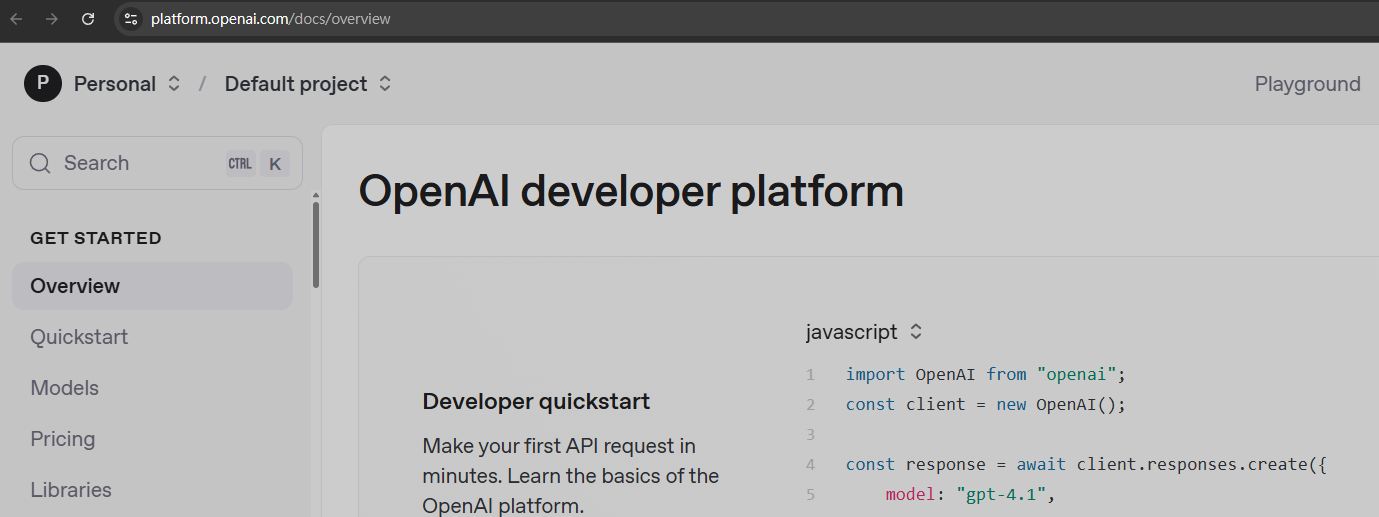 platform.openai.com/docs/overview
P Personal / Default project Playground
Search CTRL K
GET STARTED
Overview
Quickstart
Models
Pricing
Libraries
OpenAI developer platform
Developer quickstart
Make your first API request in
minutes. Learn the basics of the
OpenAI platform.
javascript
1 import OpenAI from "openai";
2 const client = new OpenAI();
3
4 const response = await client.responses.create({
5 model: "gpt-4.1",